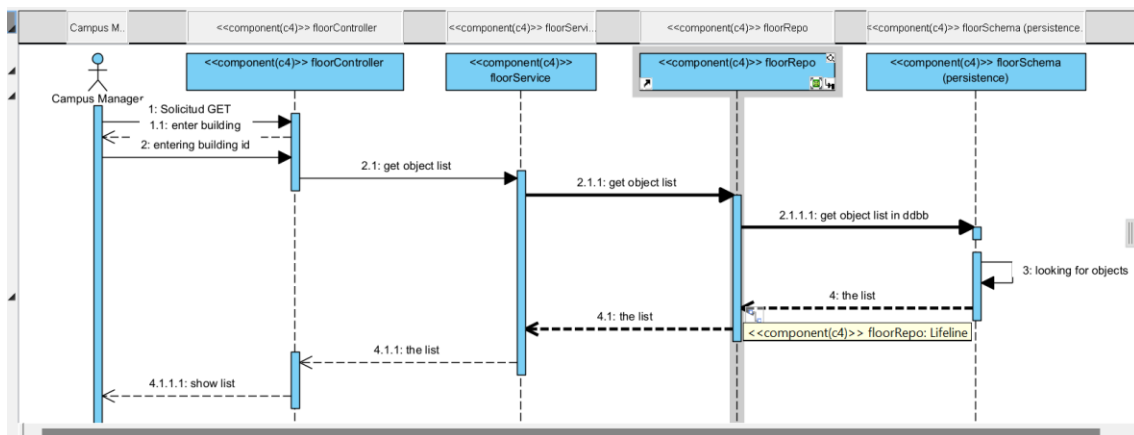 Campus M..
<<component(c4)>> floorController
<<component(c4)>> floorServi...
<<component(c4)>> floorRepo
<<component(c4)>> floorSchema (persistence.
<<component(c4)>> floorController
<<component(c4)>>
floorService
<<component(c4)>> floorRepo
<<component(c4)>> floorSchema
(persistence)
Campus Manager
1: Solicitud GET
1.1: enter building
2: entering building id
2.1: get object list
2.1.1: get object list
2.1.1.1: get object list in ddbb
3: looking for objects
4: the list
4.1: the list
<<component(c4)>> floorRepo: Lifeline
4.1.1: the list
4.1.1.1: show list